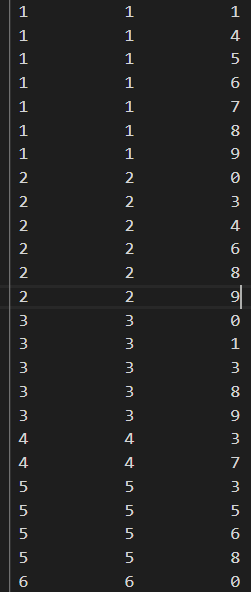 1 1 1
1 1 4
1 1 5
1 1 6
1 1 7
1 1 8
1 1 9
2 2 0
2 2 3
2 2 4
2 2 6
2 2 8
2 2 9
3 3 0
3 3 1
3 3 3
3 3 8
3 3 9
4 4 3
4 4 7
5 5 3
5 5 5
5 5 6
5 5 8
6 6 0